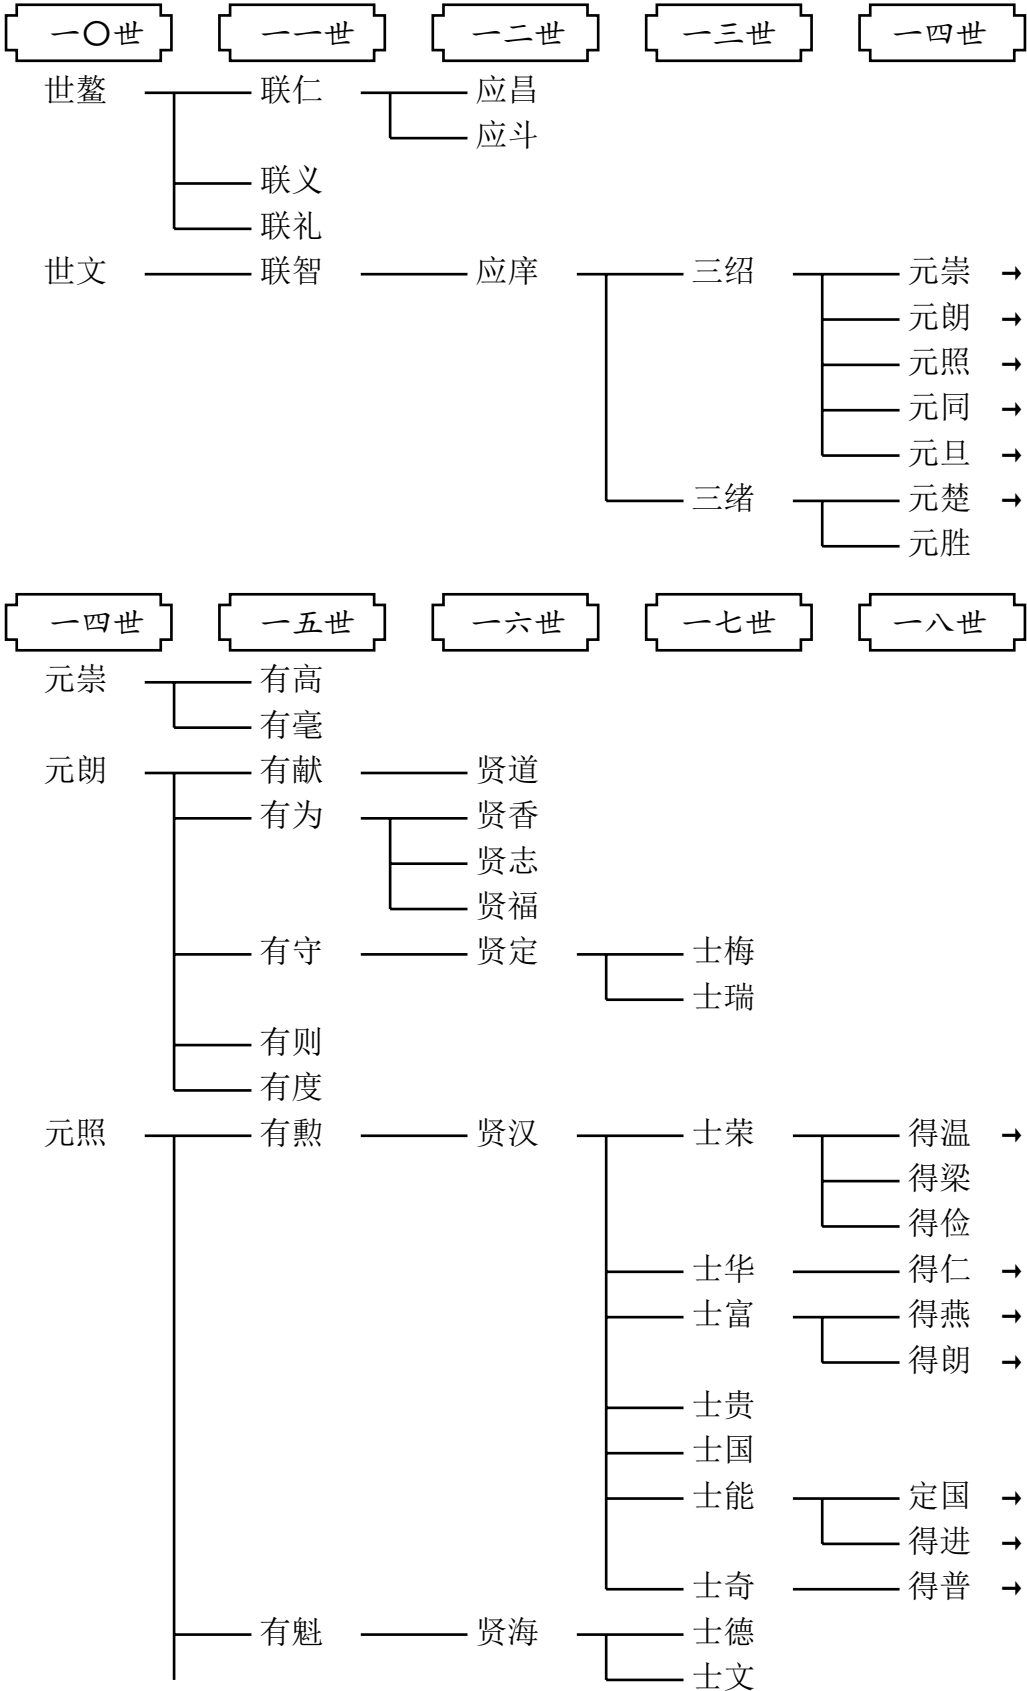 一〇世 一一世 一二世 一三世 一四世
世鳌 联仁 应昌
应斗
联义
联礼
世文 联智 应庠 三绍 元崇 →
元朗 →
元照 →
元同 →
元旦 →
三绪 元楚 →
元胜
一四世 一五世 一六世 一七世 一八世
元崇 有高
有毫
元朗 有献 贤道
有为 贤香
贤志
贤福
有守 贤定 士梅
士瑞
有则
有度
元照 有勲 贤汉 士荣 得温 →
得梁
得俭
士华 得仁 →
士富 得燕 →
得朗 →
士贵
士国
士能 定国 →
得进 →
士奇 得普 →
有魁 贤海 士德
士文